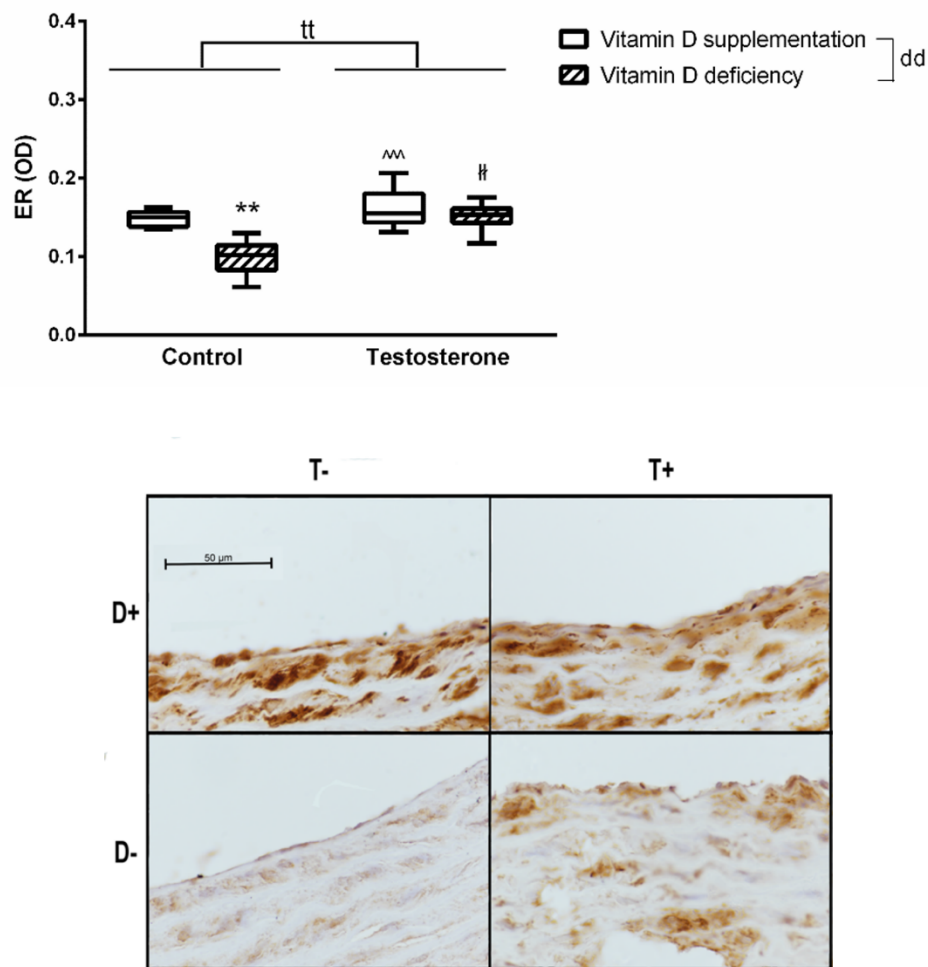 0.4
0.3
0.2
0.1
0.0
ER (OD)
tt
**
^^^
Control
Testosterone
Vitamin D supplementation
Vitamin D deficiency
dd
T-
T+
D+
D-
50 µm